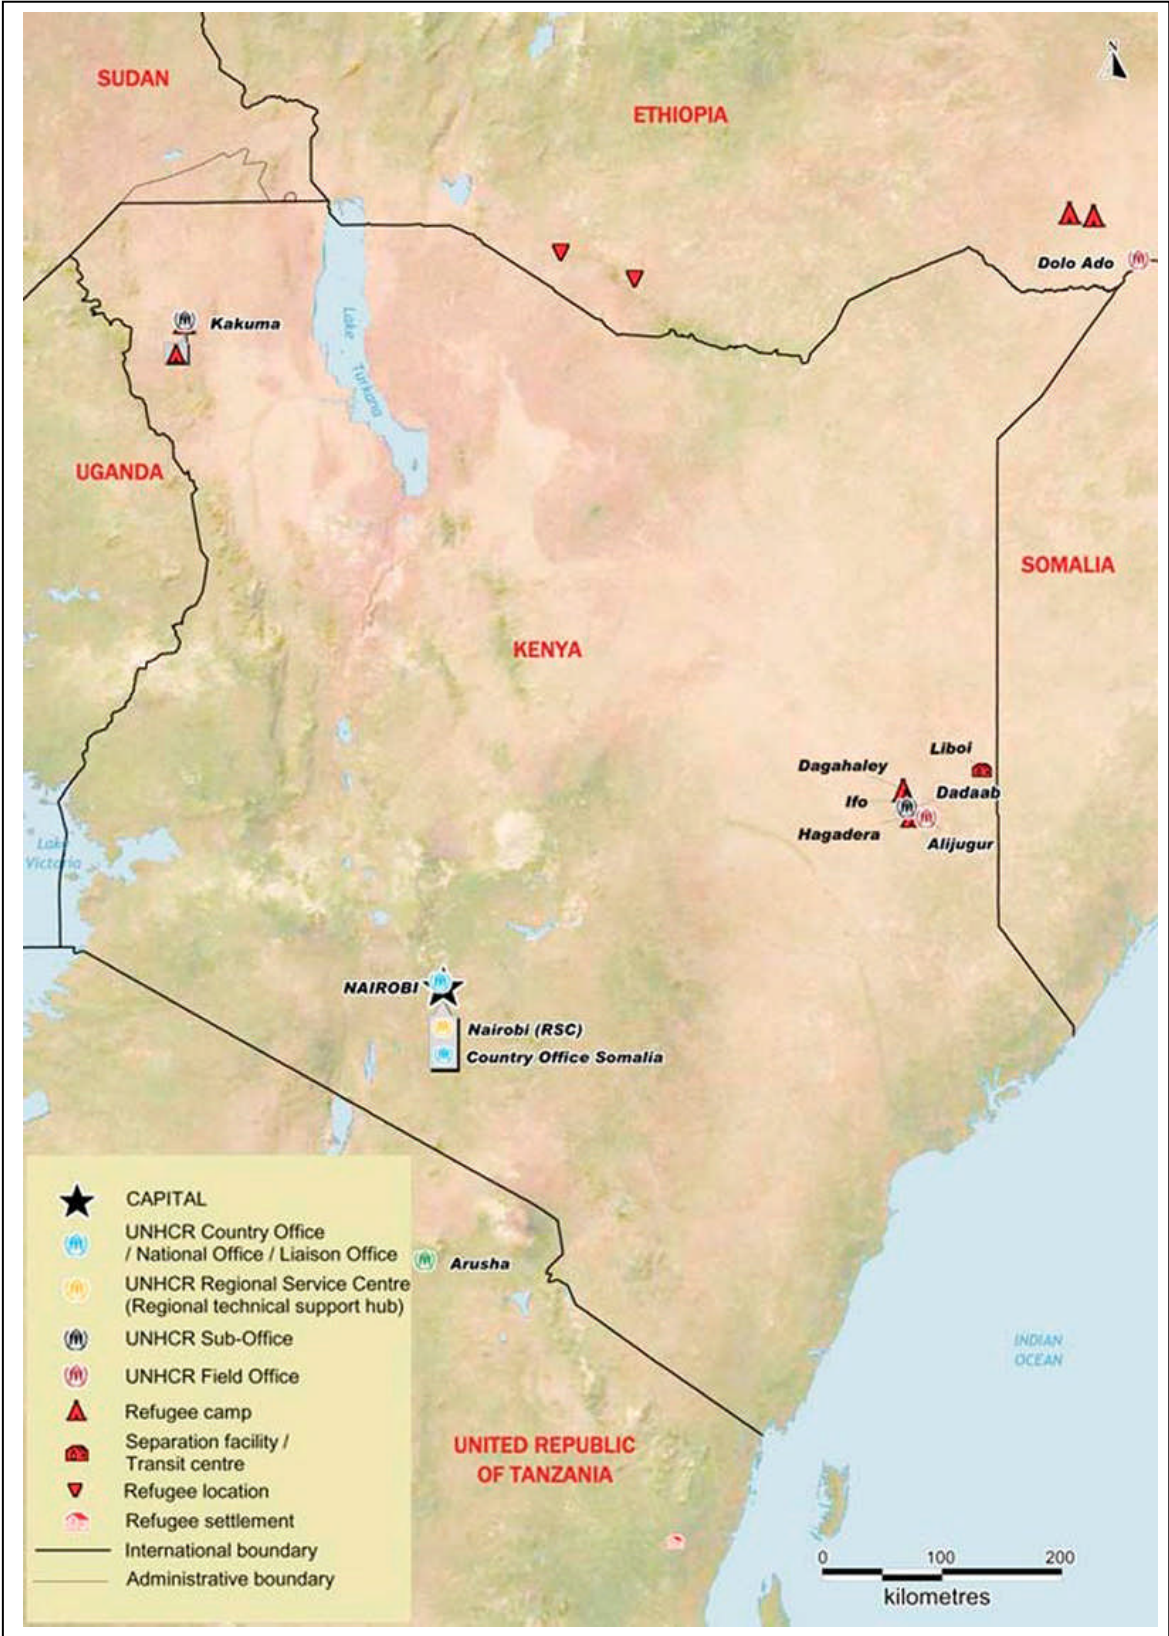 N
SUDAN
ETHIOPIA
Dolo Ado
Kakuma
Lake
Turkana
UGANDA
SOMALIA
KENYA
Liboi
Dagahaley
Dadaab
Ifo
Hagadera
Alijugur
Lake
Victoria
NAIROBI
Nairobi (RSC)
Country Office Somalia
CAPITAL
UNHCR Country Office
/ National Office / Liaison Office
UNHCR Regional Service Centre
(Regional technical support hub)
UNHCR Sub-Office
UNHCR Field Office
Refugee camp
Separation facility /
Transit centre
Refugee location
Refugee settlement
International boundary
Administrative boundary
Arusha
INDIAN
OCEAN
UNITED REPUBLIC
OF TANZANIA
0 100 200
kilometres